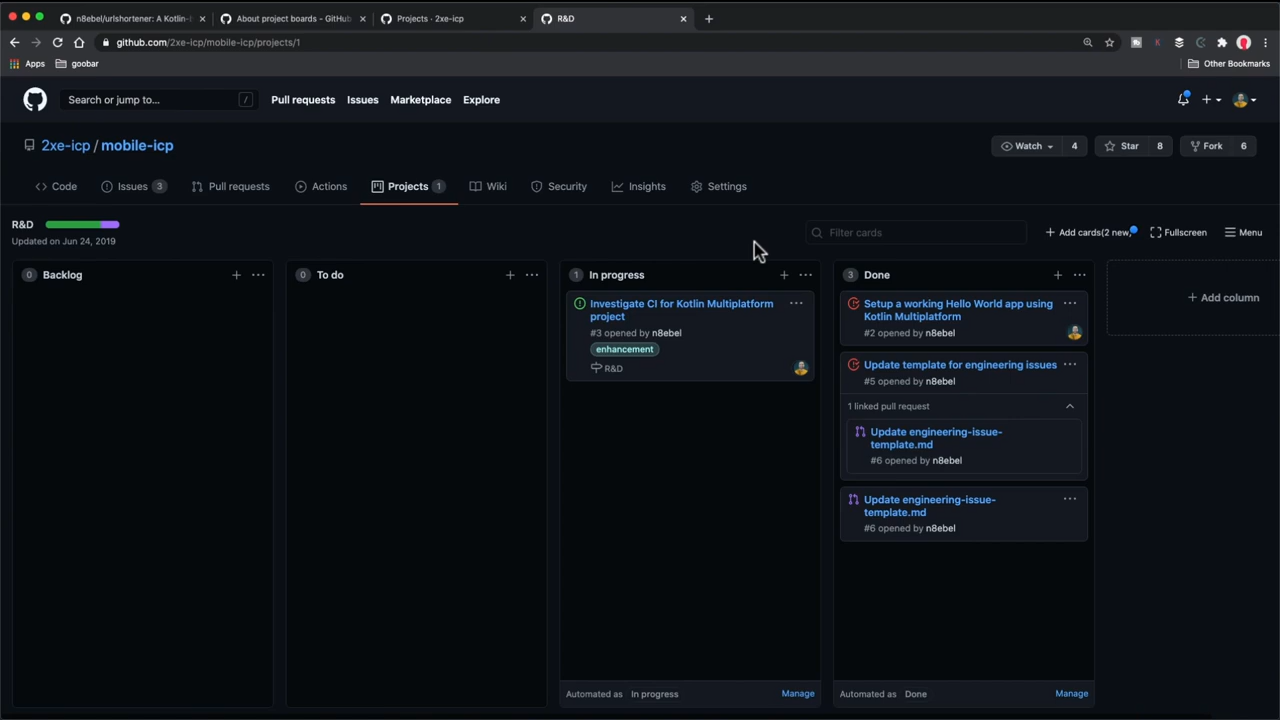 n8ebel/urlshortener: A Kotlin-
About project boards - GitHub
Projects · 2xe-icp
R&D
github.com/2xe-icp/mobile-icp/projects/1
Apps
goobar
Other Bookmarks
Search or jump to...
/
Pull requests
Issues
Marketplace
Explore
2xe-icp / mobile-icp
Watch 4
Star 8
Fork 6
Code
Issues 3
Pull requests
Actions
Projects 1
Wiki
Security
Insights
Settings
R&D
Updated on Jun 24, 2019
Filter cards
Add cards(2 new)
Fullscreen
Menu
0 Backlog
0 To do
1 In progress
Investigate CI for Kotlin Multiplatform
project
#3 opened by n8ebel
enhancement
R&D
Automated as In progress
Manage
3 Done
Setup a working Hello World app using
Kotlin Multiplatform
#2 opened by n8ebel
Update template for engineering issues
#5 opened by n8ebel
1 linked pull request
Update engineering-issue-
template.md
#6 opened by n8ebel
Update engineering-issue-
template.md
#6 opened by n8ebel
Automated as Done
Manage
Add column